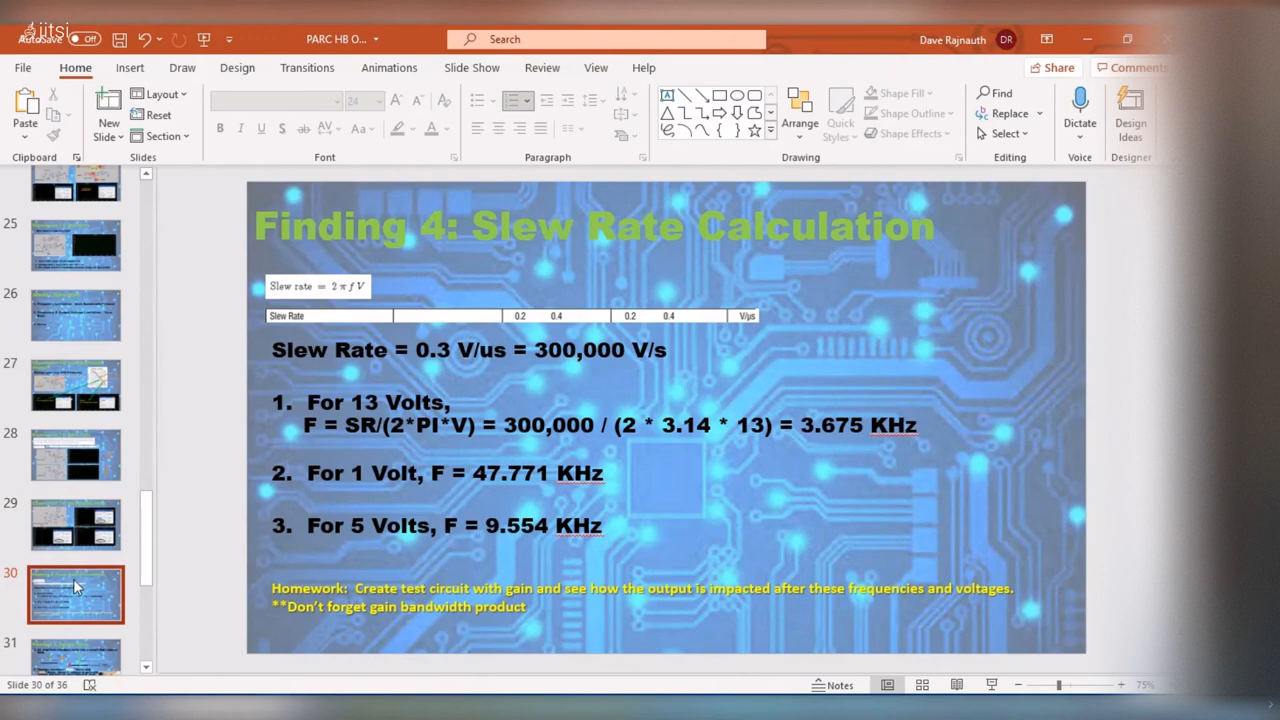 jitsi
AutoSave Off
PARC HB O...
Search
Dave Rajnauth DR
File Home Insert Draw Design Transitions Animations Slide Show Review View Help Share Comments
Paste
New
Slide
Layout
Reset
Section
24
Arrange
Quick
Styles
Shape Fill
Shape Outline
Shape Effects
Find
Replace
Select
Dictate
Design
Ideas
Clipboard Slides Font Paragraph Drawing Editing Voice Designer
25
26
27
28
29
30
31
Finding 4: Slew Rate Calculation
Slew rate = 2 π f V
Slew Rate 0.2 0.4 0.2 0.4 V/μs
Slew Rate = 0.3 V/us = 300,000 V/s
1. For 13 Volts,
F = SR/(2*PI*V) = 300,000 / (2 * 3.14 * 13) = 3.675 KHz
2. For 1 Volt, F = 47.771 KHz
3. For 5 Volts, F = 9.554 KHz
Homework: Create test circuit with gain and see how the output is impacted after these frequencies and voltages.
**Don't forget gain bandwidth product
Slide 30 of 36
Notes
75%